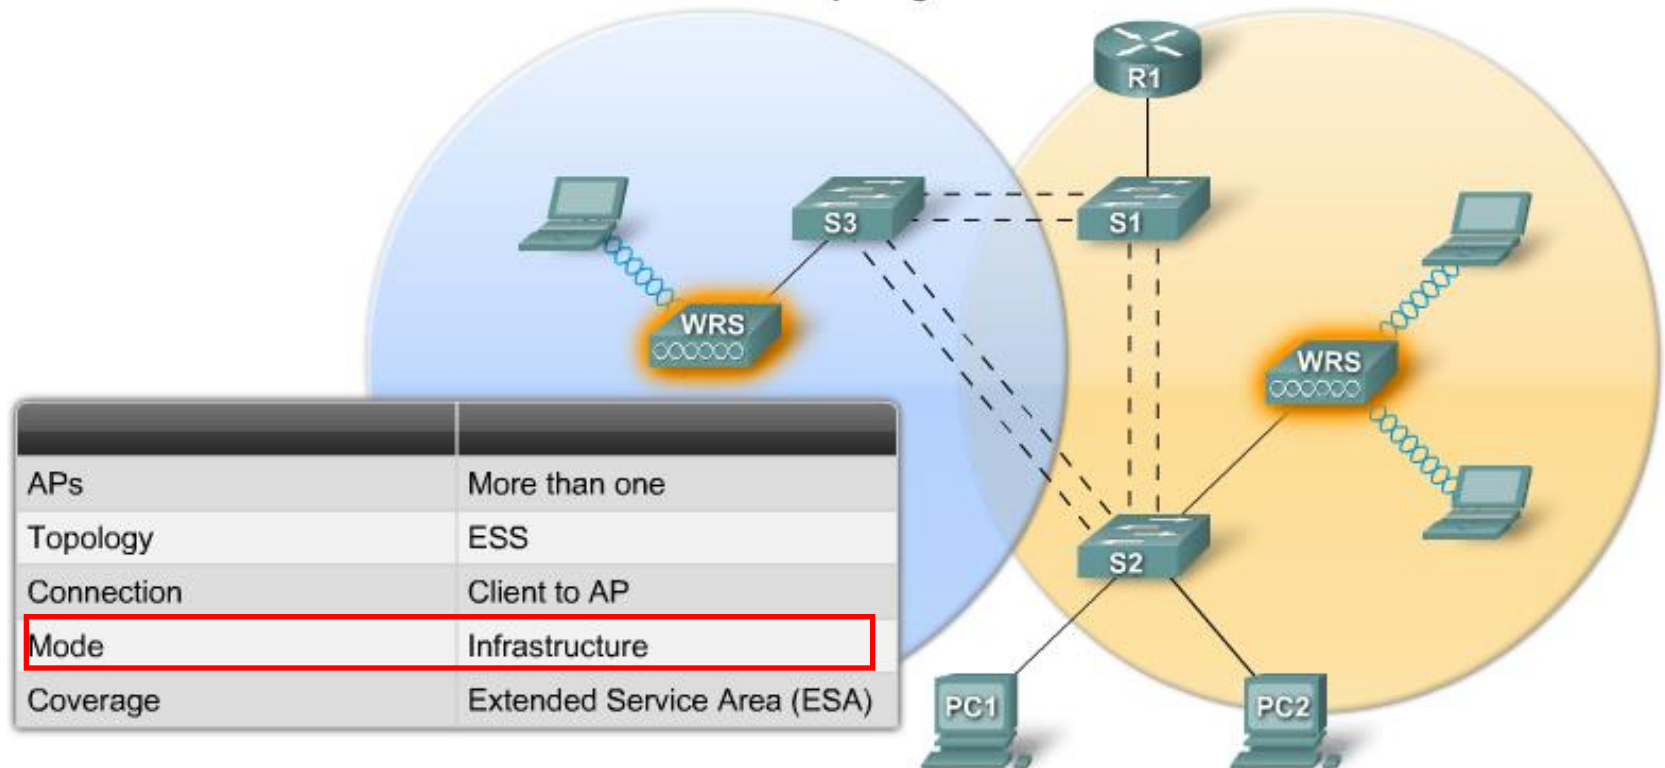 R1
S3
S1
WRS
WRS
APs More than one
Topology ESS
Connection Client to AP
Mode Infrastructure
Coverage Extended Service Area (ESA)
S2
PC1
PC2